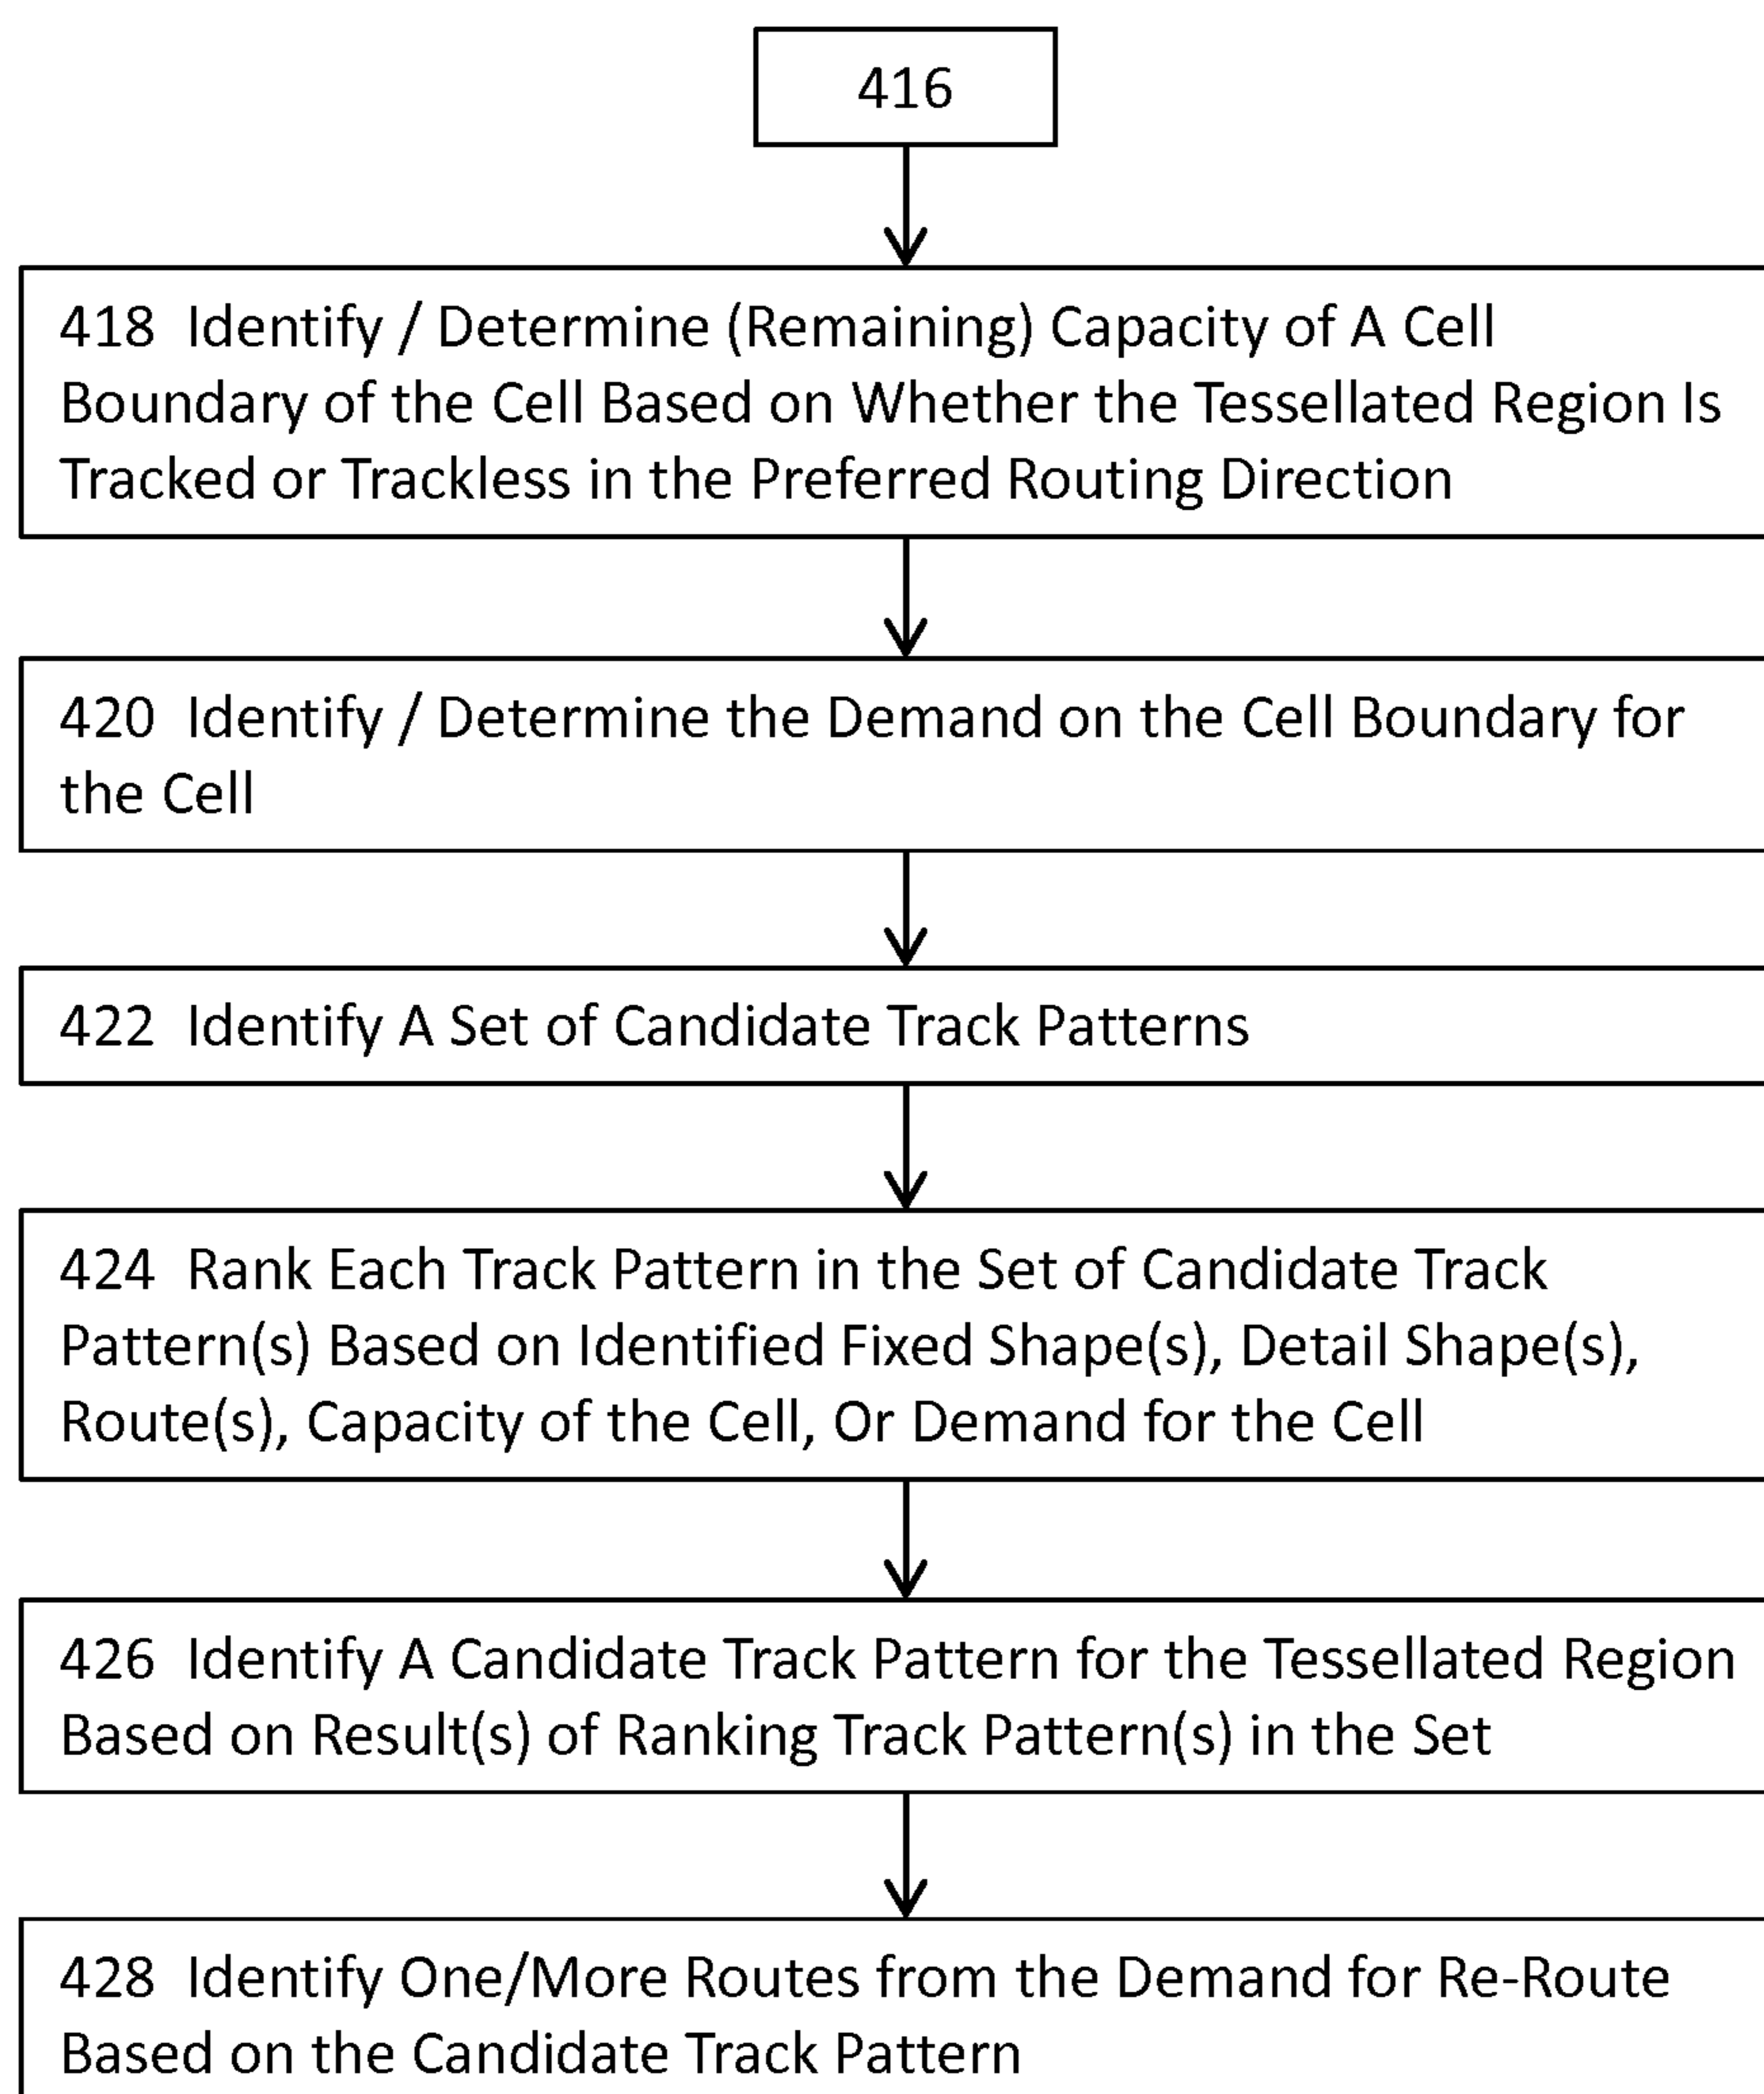 416
418 Identify / Determine (Remaining) Capacity of A Cell
Boundary of the Cell Based on Whether the Tessellated Region Is
Tracked or Trackless in the Preferred Routing Direction
420 Identify / Determine the Demand on the Cell Boundary for
the Cell
422 Identify A Set of Candidate Track Patterns
424 Rank Each Track Pattern in the Set of Candidate Track
Pattern(s) Based on Identified Fixed Shape(s), Detail Shape(s),
Route(s), Capacity of the Cell, Or Demand for the Cell
426 Identify A Candidate Track Pattern for the Tessellated Region
Based on Result(s) of Ranking Track Pattern(s) in the Set
428 Identify One/More Routes from the Demand for Re-Route
Based on the Candidate Track Pattern